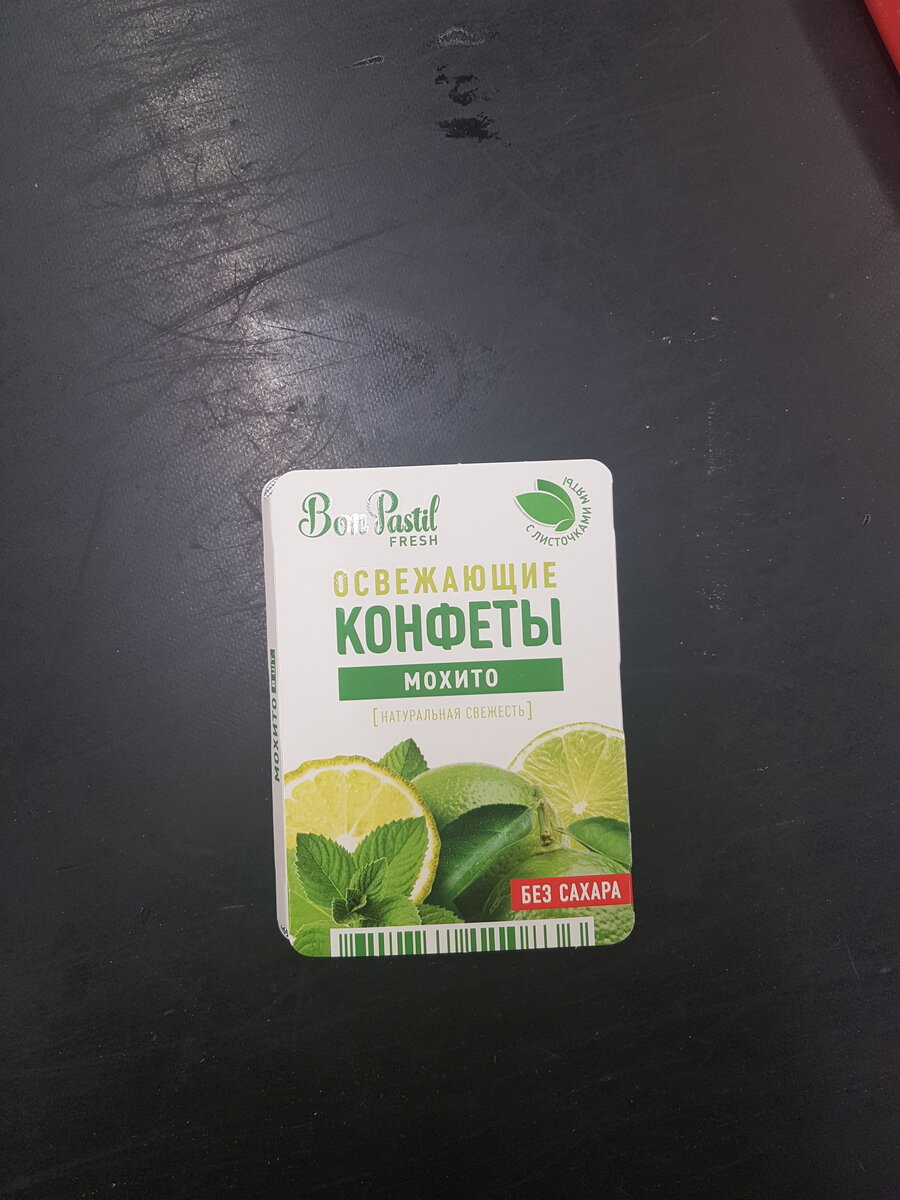 Bon Pastil
FRESH
С ЛИСТОЧКАМИ МЯТЫ
ОСВЕЖАЮЩИЕ
КОНФЕТЫ
МОХИТО
[НАТУРАЛЬНАЯ СВЕЖЕСТЬ]
БЕЗ САХАРА
МОХИТО